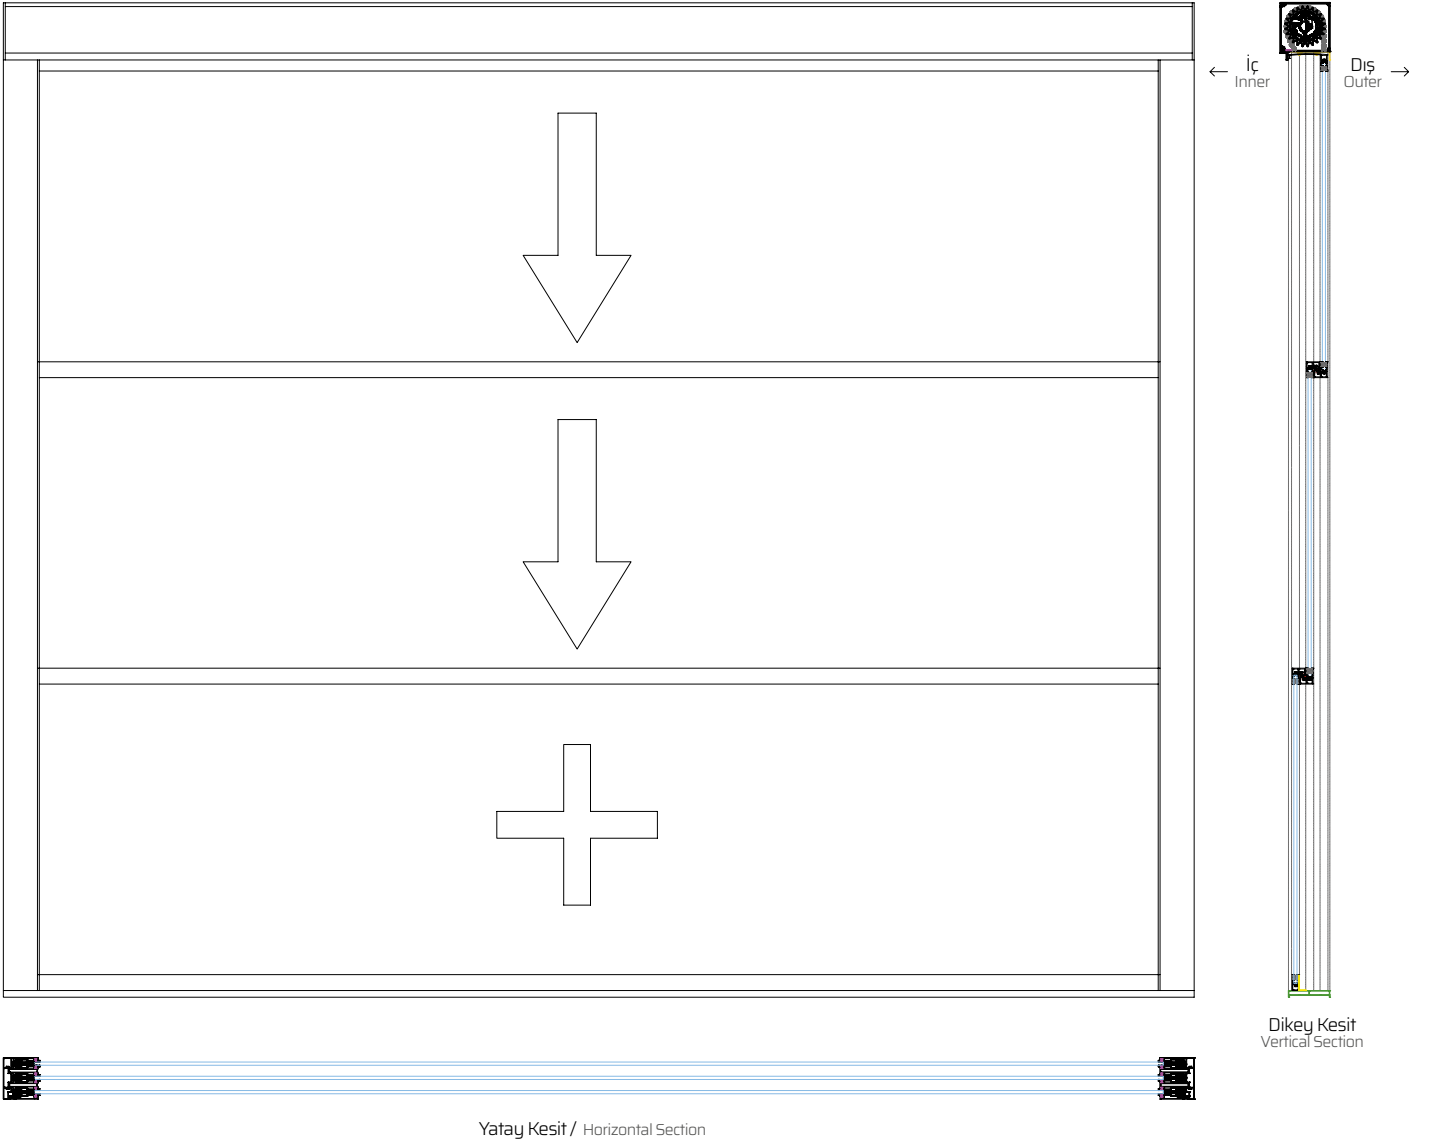 ← İç
Inner
Dış →
Outer
Dikey Kesit
Vertical Section
Yatay Kesit / Horizontal Section